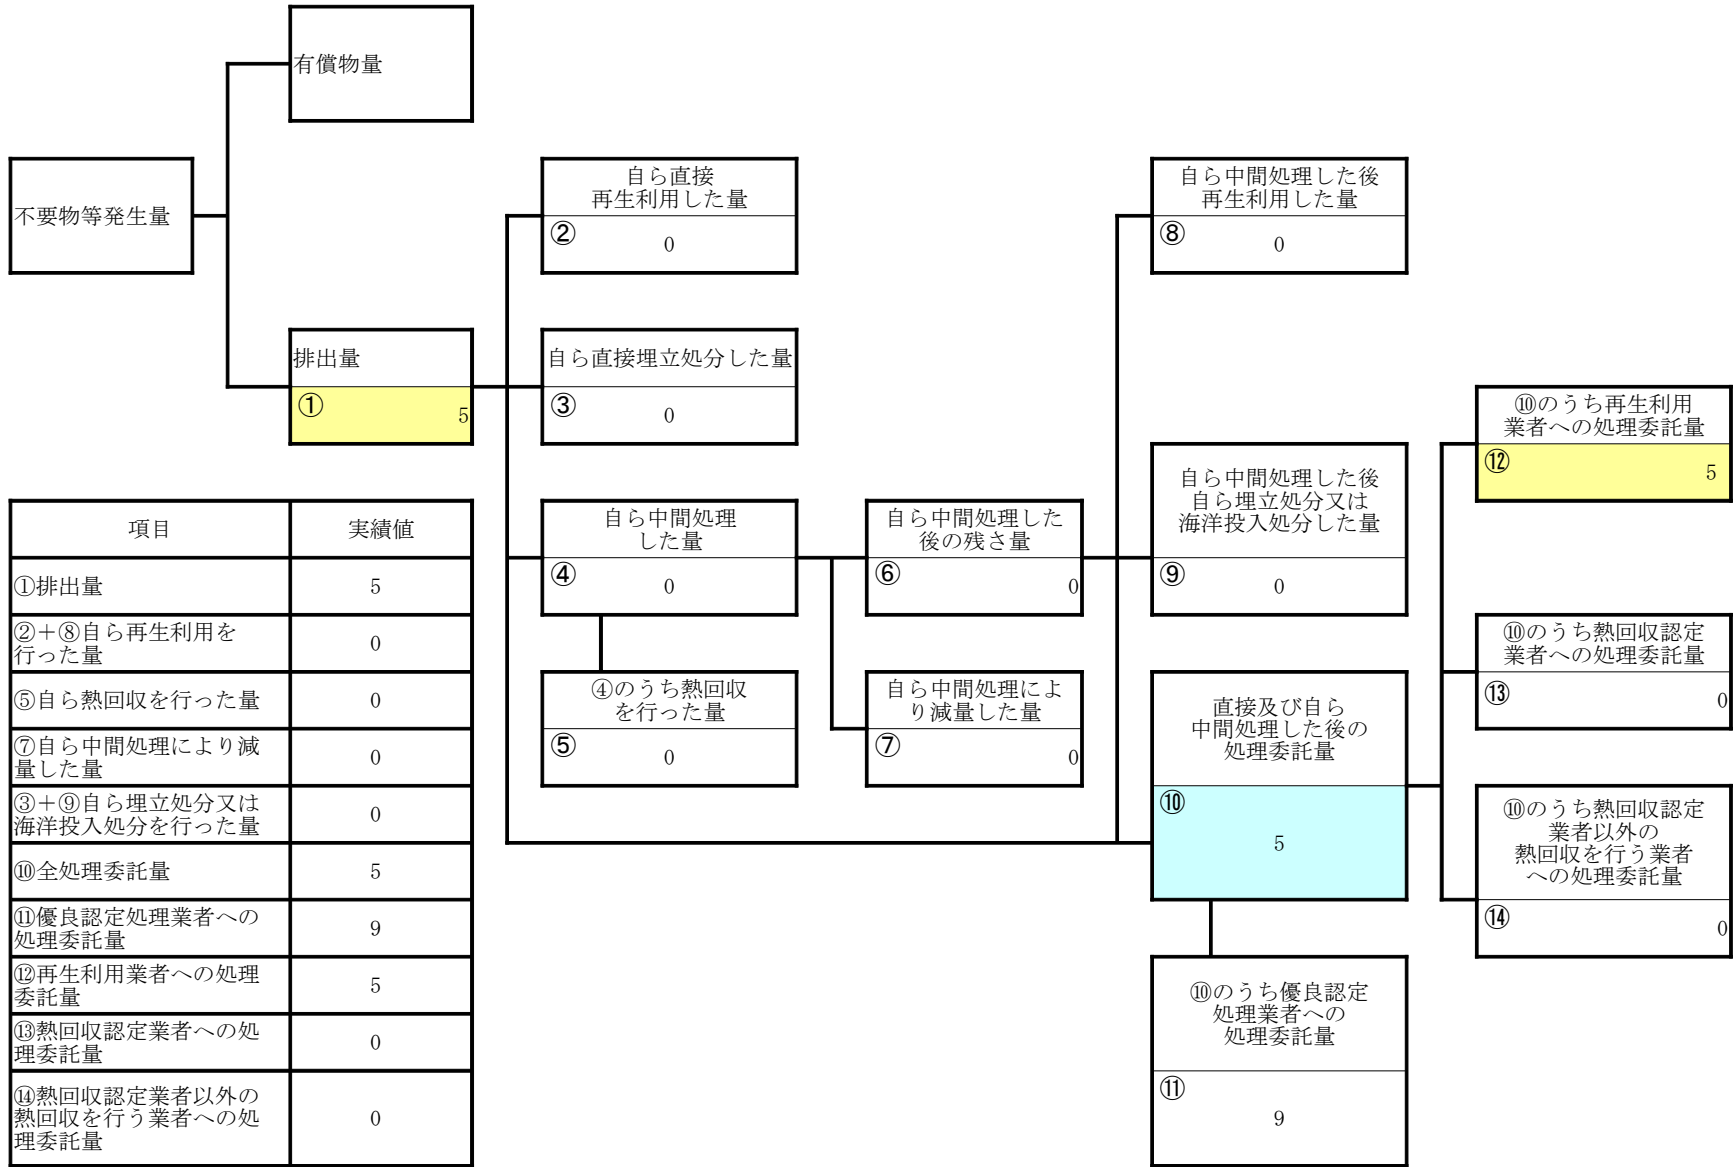 有償物量
不要物等発生量
自ら直接
再生利用した量
②
0
自ら中間処理した後
再生利用した量
⑧
0
排出量
①
5
自ら直接埋立処分した量
③
0
⑩のうち再生利用
業者への処理委託量
⑫
5
自ら中間処理
した量
④
0
自ら中間処理した
後の残さ量
⑥
0
自ら中間処理した後
自ら埋立処分又は
海洋投入処分した量
⑨
0
⑩のうち熱回収認定
業者への処理委託量
⑬
0
④のうち熱回収
を行った量
⑤
0
自ら中間処理によ
り減量した量
⑦
0
直接及び自ら
中間処理した後の
処理委託量
⑩
5
⑩のうち熱回収認定
業者以外の
熱回収を行う業者
への処理委託量
⑭
0
⑩のうち優良認定
処理業者への
処理委託量
⑪
9
項目 実績値
①排出量 5
②+⑧自ら再生利用を
行った量 0
⑤自ら熱回収を行った量 0
⑦自ら中間処理により減
量した量 0
③+⑨自ら埋立処分又は
海洋投入処分を行った量 0
⑩全処理委託量 5
⑪優良認定処理業者への
処理委託量 9
⑫再生利用業者への処理
委託量 5
⑬熱回収認定業者への処
理委託量 0
⑭熱回収認定業者以外の
熱回収を行う業者への処
理委託量 0